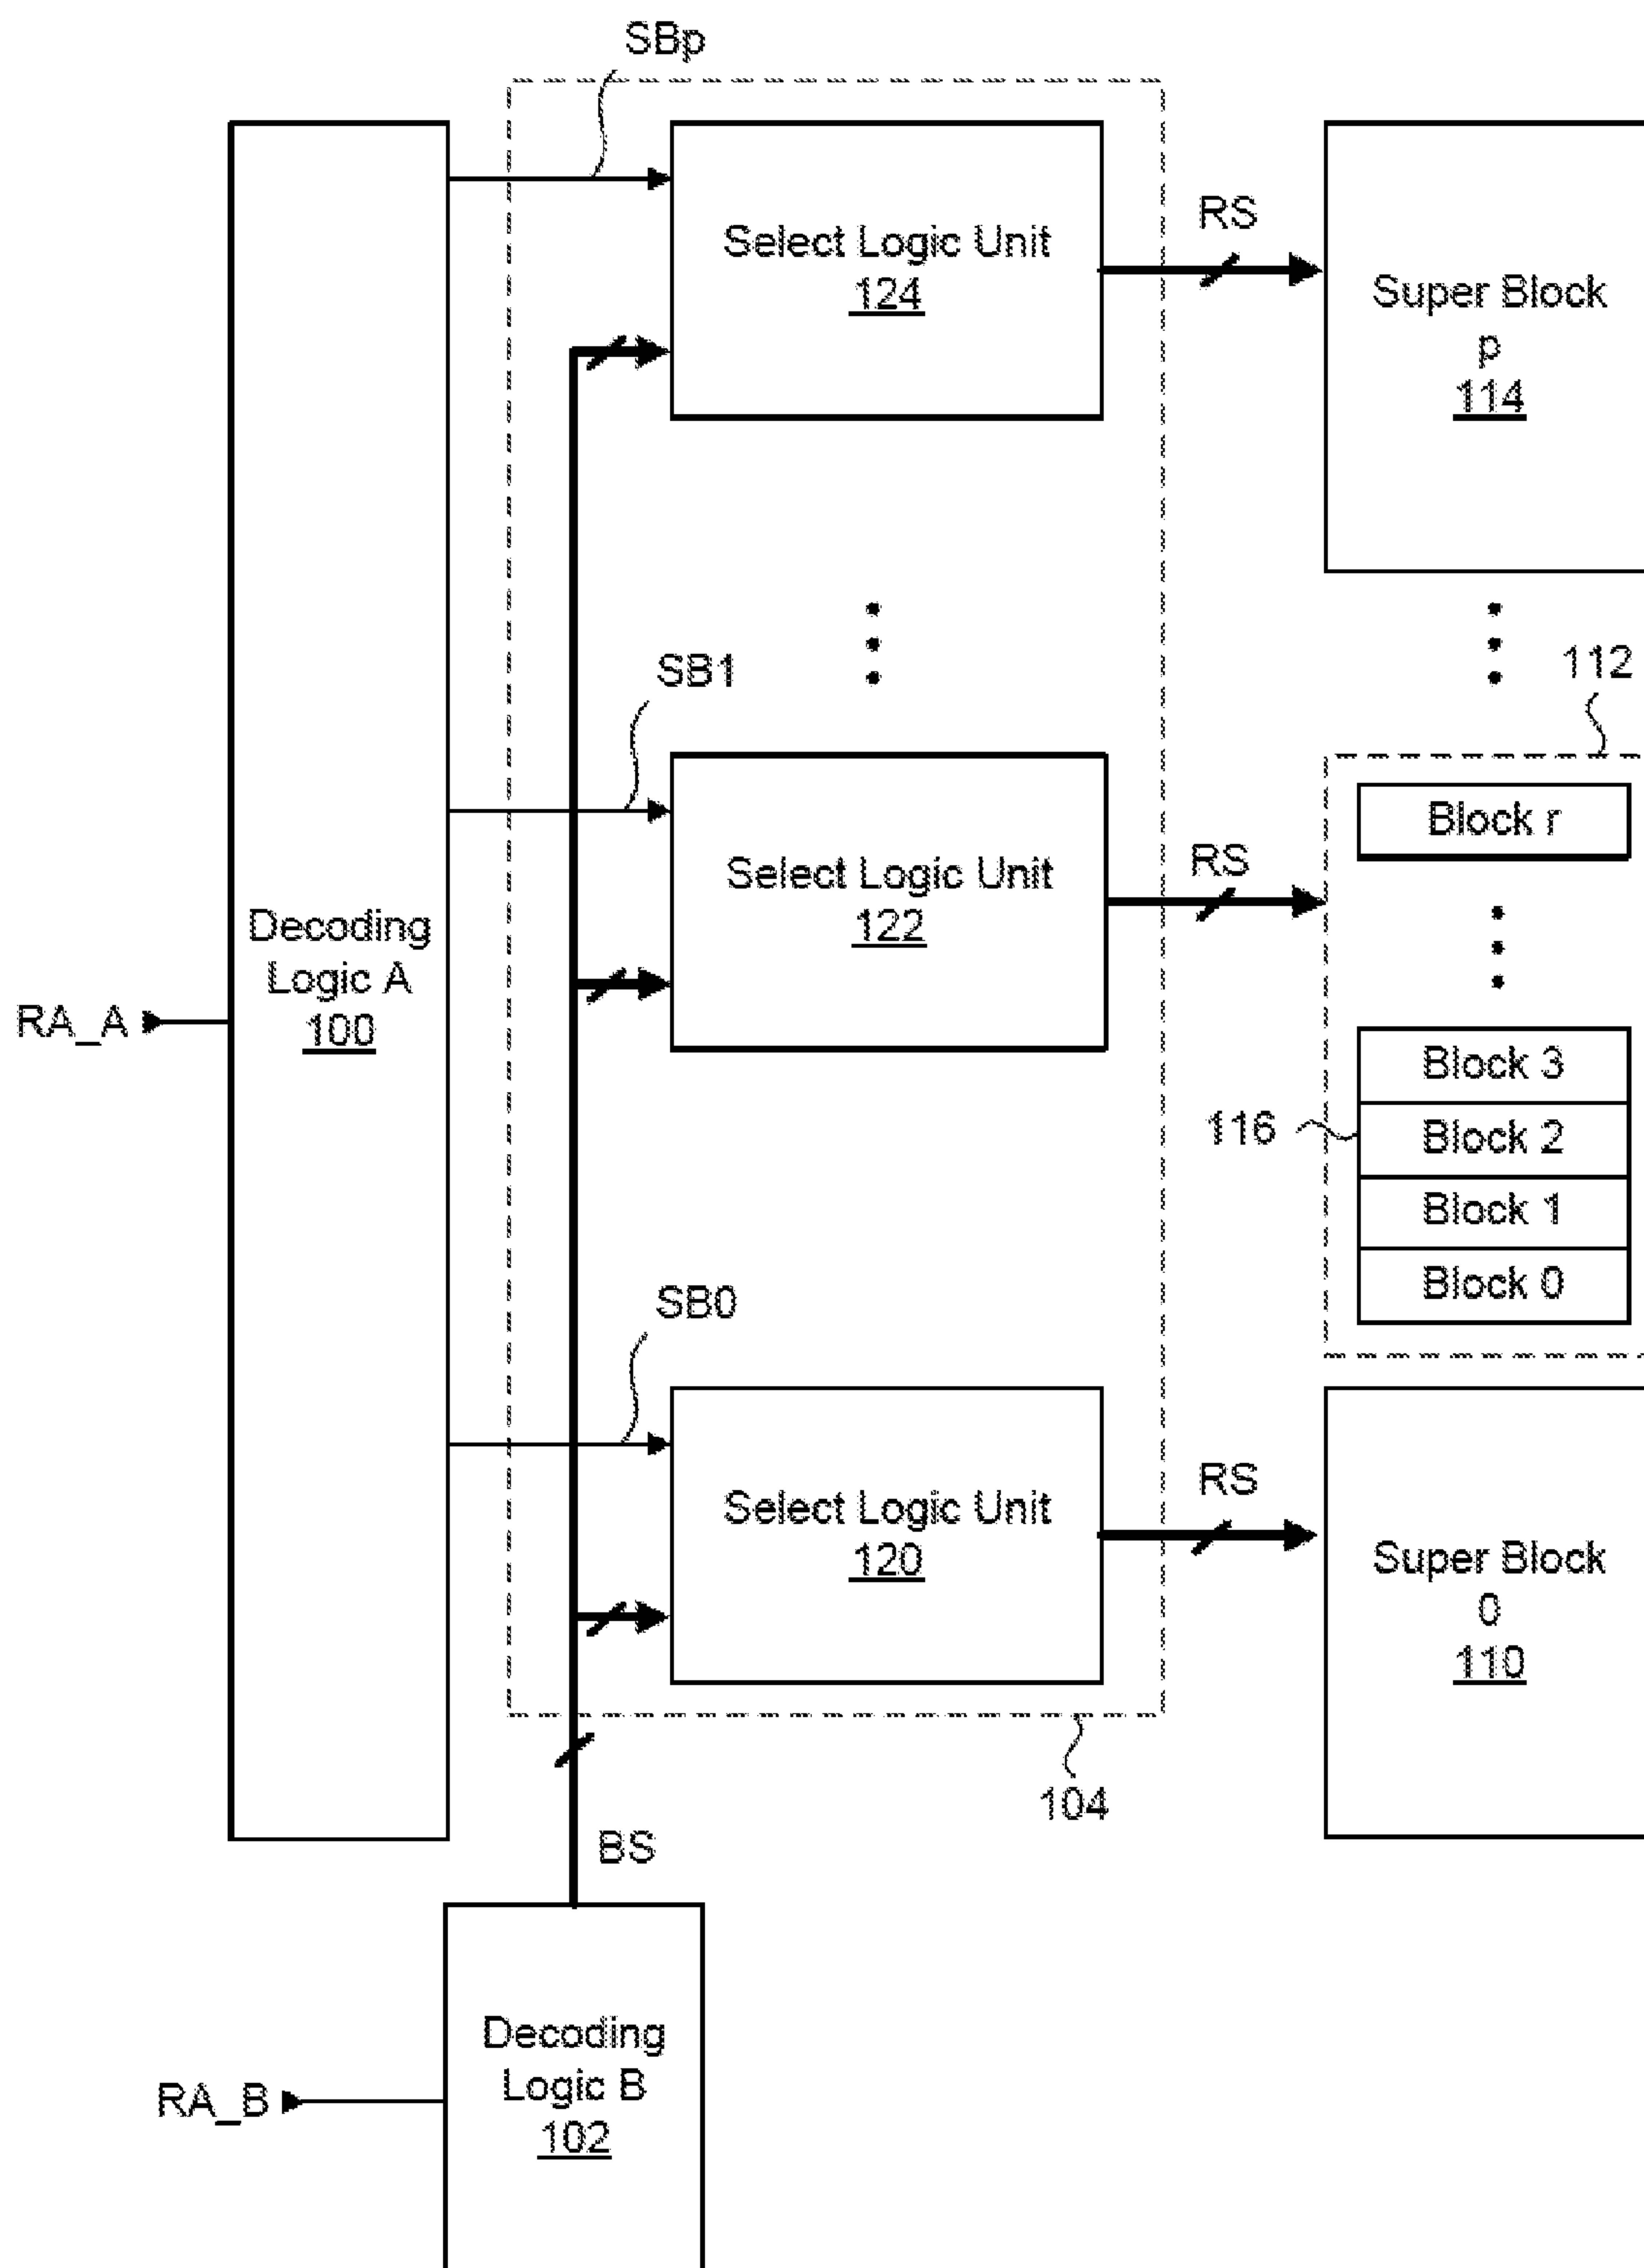 SBp
Select Logic Unit
124
RS
Super Block
p
114
SB1
112
Select Logic Unit
122
RS
Block r
Decoding
Logic A
100
RA_A
Block 3
116
Block 2
Block 1
Block 0
SB0
Select Logic Unit
120
RS
Super Block
0
110
104
BS
Decoding
Logic B
102
RA_B